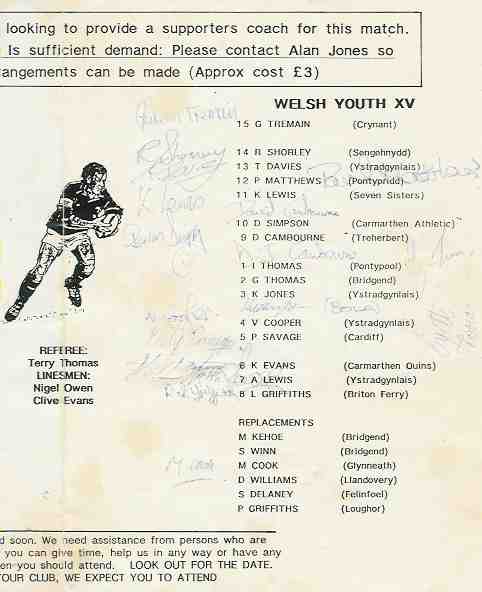 looking to provide a supporters coach for this match.
Is sufficient demand: Please contact Alan Jones so
angements can be made (Approx cost £3)
WELSH YOUTH XV
15 G TREMAIN (Crynant)
14 R SHORLEY (Sengehnydd)
13 T DAVIES (Ystradgynlais)
12 P MATTHEWS (Pontypridd)
11 K LEWIS (Seven Sisters)
10 D SIMPSON (Carmarthen Athletic)
9 D CAMBOURNE (Treherbert)
1 I THOMAS (Pontypool)
2 G THOMAS (Bridgend)
3 K JONES (Ystradgynlais)
4 V COOPER (Ystradgynlais)
5 P SAVAGE (Cardiff)
6 K EVANS (Carmarthen Quins)
7 A LEWIS (Ystradgynlais)
8 L GRIFFITHS (Briton Ferry)
REPLACEMENTS
M KEHOE (Bridgend)
S WINN (Bridgend)
M COOK (Glynneath)
D WILLIAMS (Llandovery)
S DELANEY (Felinfoel)
P GRIFFITHS (Loughor)
REFEREE:
Terry Thomas
LINESMEN:
Nigel Owen
Clive Evans
M Cook
d soon. We need assistance from persons who are
you can give time, help us in any way or have any
en you should attend. LOOK OUT FOR THE DATE.
OUR CLUB, WE EXPECT YOU TO ATTEND